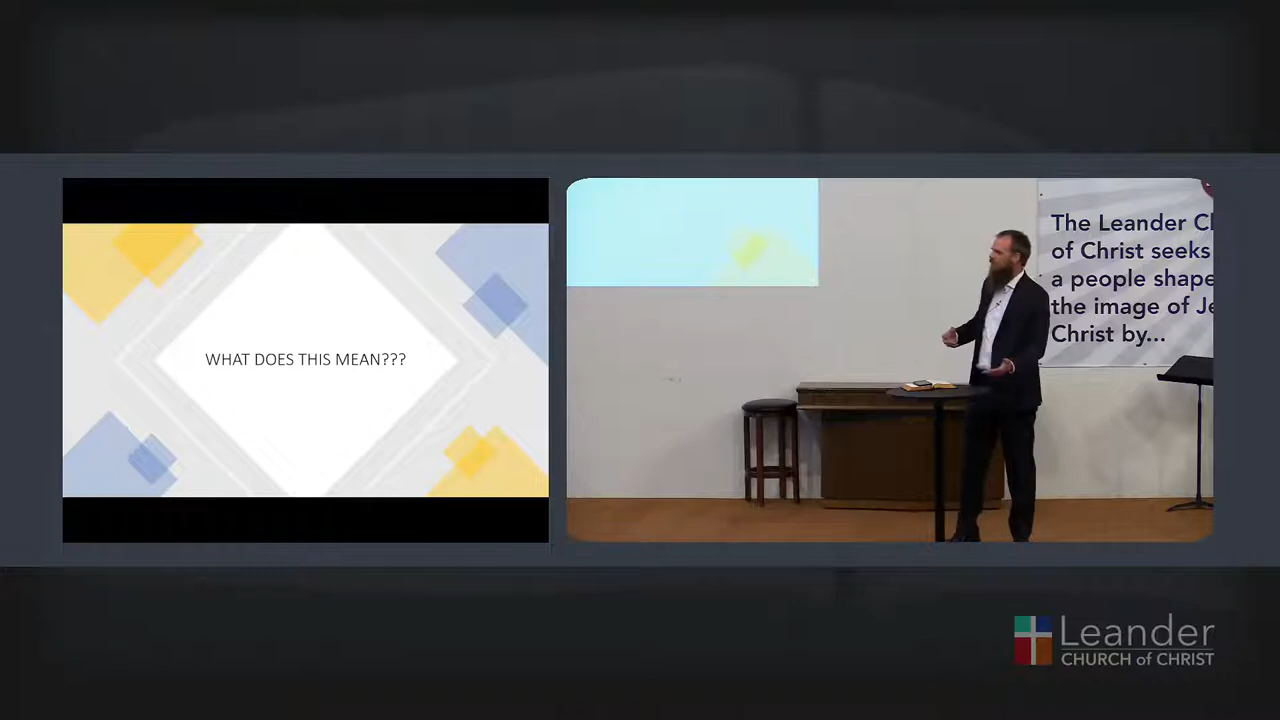 WHAT DOES THIS MEAN???
The Leander C
of Christ seeks
a people shape
the image of Je
Christ by...
Leander
CHURCH of CHRIST